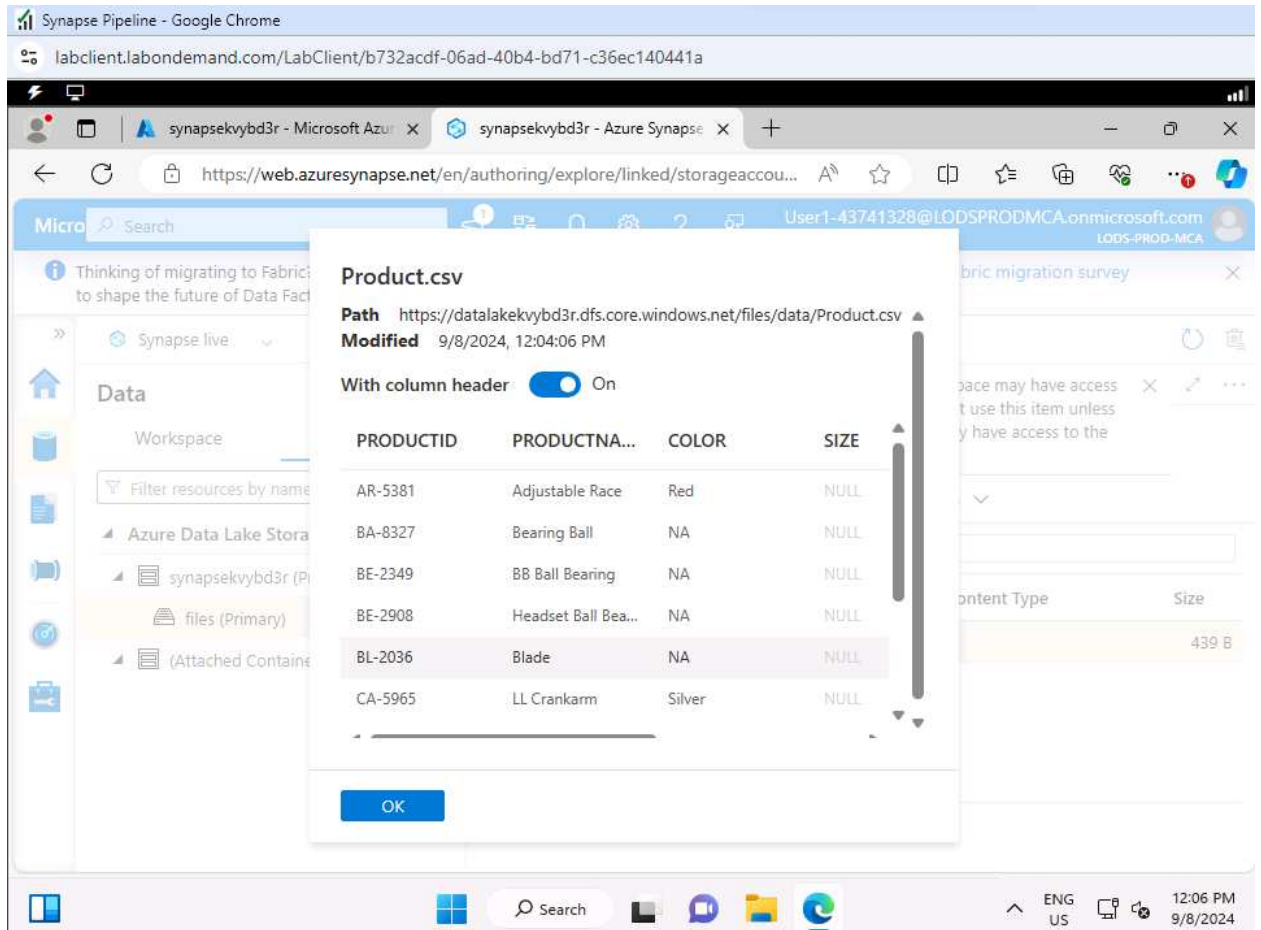 Synapse Pipeline - Google Chrome
labclient.labondemand.com/LabClient/b732acdf-06ad-40b4-bd71-c36ec140441a
synapsekvybd3r - Microsoft Azur
synapsekvybd3r - Azure Synapse
https://web.azuresynapse.net/en/authoring/explore/linked/storageaccou...
Micro
Search
1
User1-43741328@LODSPRODMCA.onmicrosoft.com
LODS-PROD-MCA
Thinking of migrating to Fabric?
bric migration survey
to shape the future of Data Fact
Synapse live
Data
Workspace
Filter resources by name
Azure Data Lake Stora
synapsekvybd3r (P
files (Primary)
(Attached Containe
pace may have access
t use this item unless
y have access to the
ontent Type
Size
439 B
Product.csv
Path https://datalakekvybd3r.dfs.core.windows.net/files/data/Product.csv
Modified 9/8/2024, 12:04:06 PM
With column header On
PRODUCTID PRODUCTNA... COLOR SIZE
AR-5381 Adjustable Race Red NULL
BA-8327 Bearing Ball NA NULL
BE-2349 BB Ball Bearing NA NULL
BE-2908 Headset Ball Bea... NA NULL
BL-2036 Blade NA NULL
CA-5965 LL Crankarm Silver NULL
OK
Search
ENG
US
12:06 PM
9/8/2024